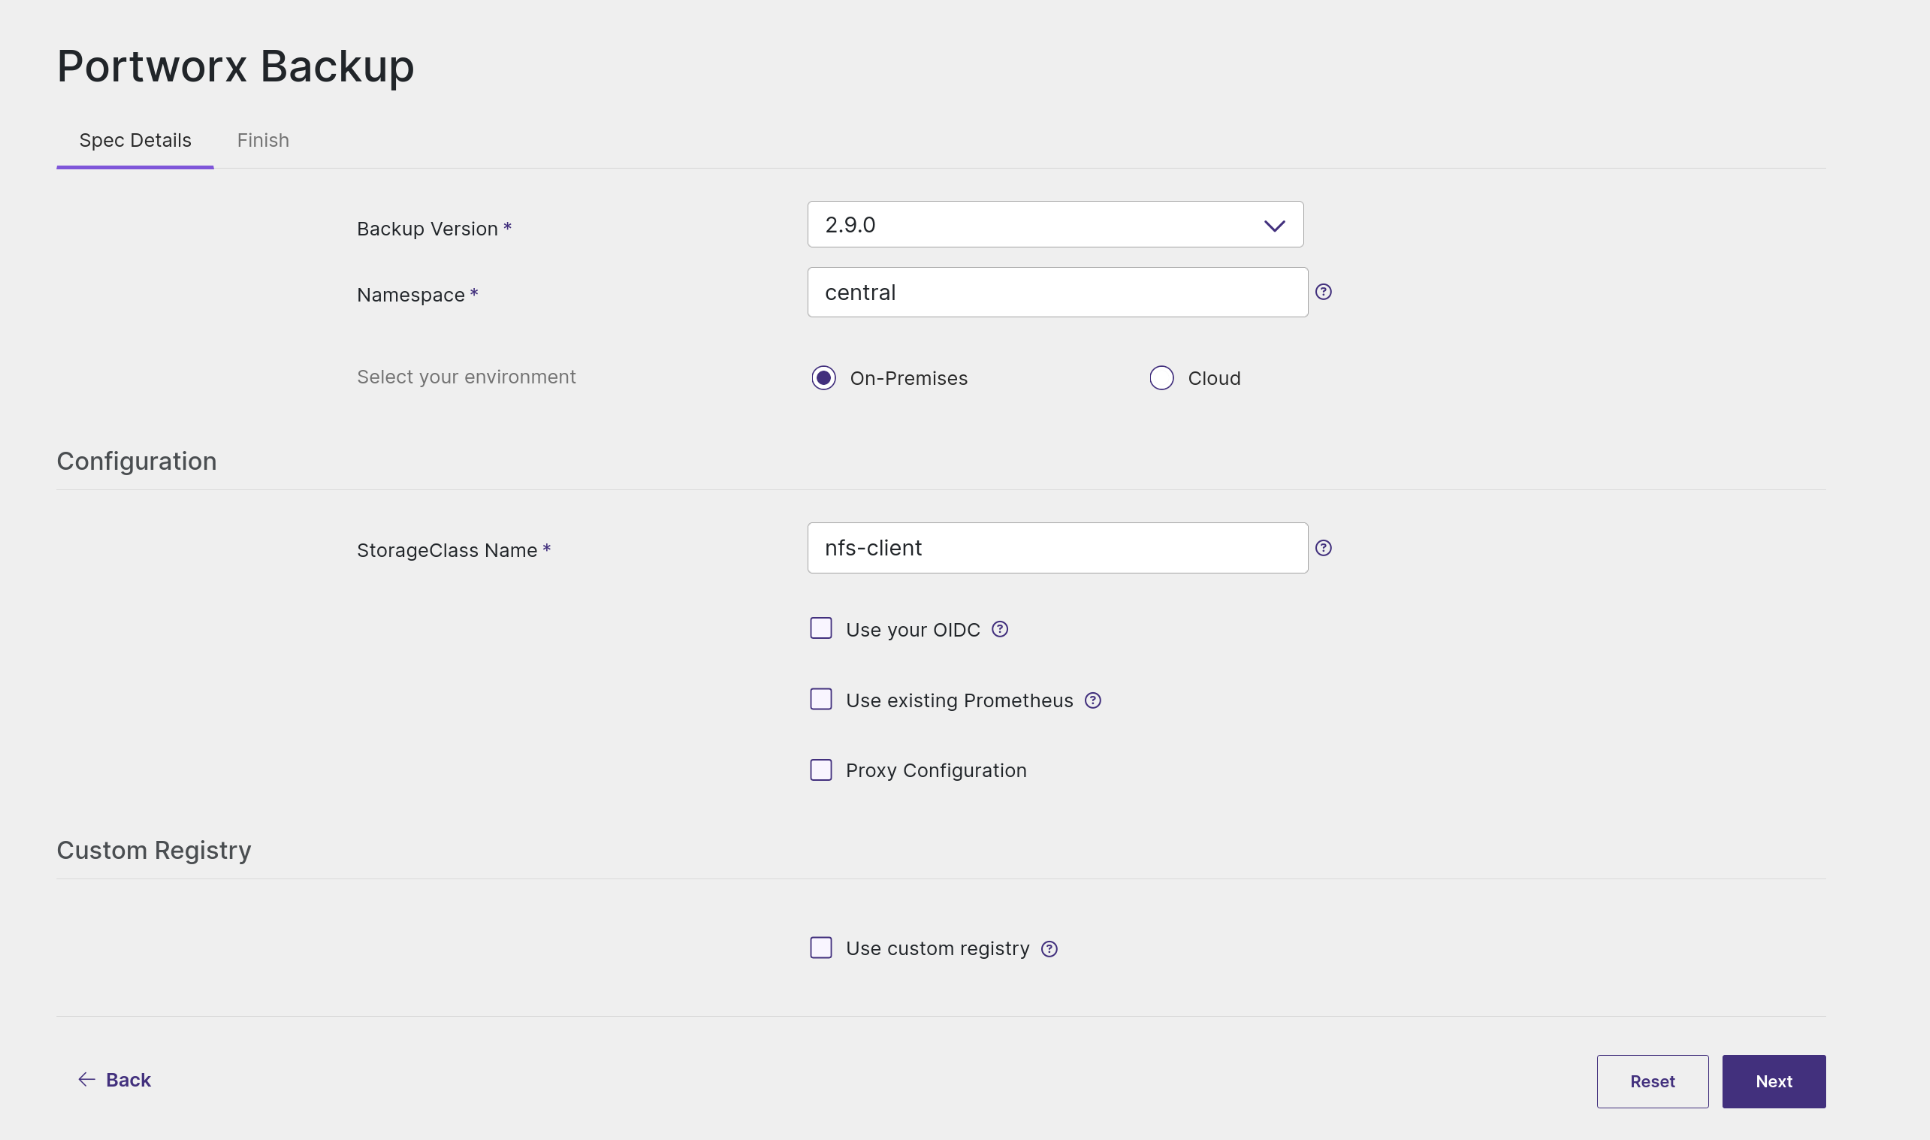 Portworx Backup
Spec Details Finish
Backup Version * 2.9.0
Namespace * central
Select your environment On-Premises Cloud
Configuration
StorageClass Name * nfs-client
Use your OIDC
Use existing Prometheus
Proxy Configuration
Custom Registry
Use custom registry
Back Reset Next